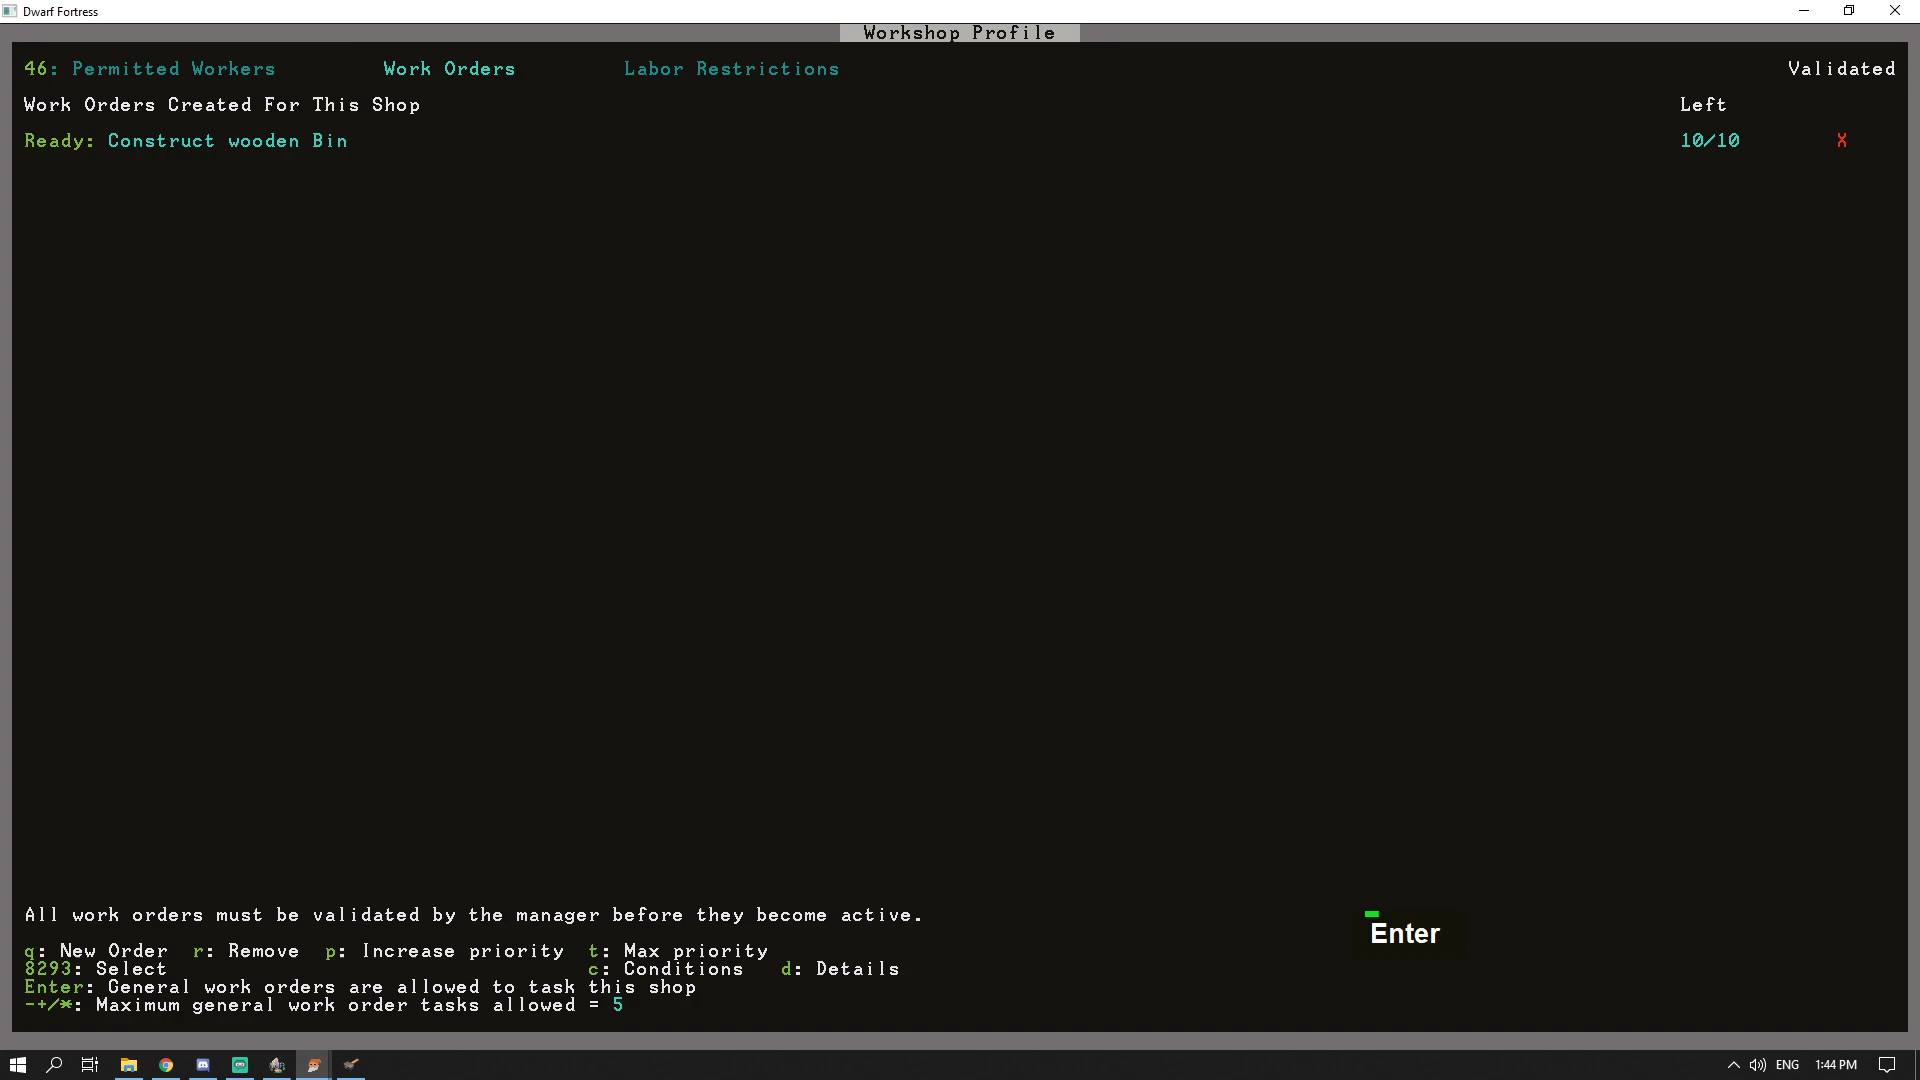 Dwarf Fortress
Workshop Profile
46: Permitted Workers Work Orders Labor Restrictions Validated
Work Orders Created For This Shop Left
Ready: Construct wooden Bin 10/10 X
All work orders must be validated by the manager before they become active.
Enter
q: New Order r: Remove p: Increase priority t: Max priority
8293: Select c: Conditions d: Details
Enter: General work orders are allowed to task this shop
-+/*: Maximum general work order tasks allowed = 5
ENG 1:44 PM